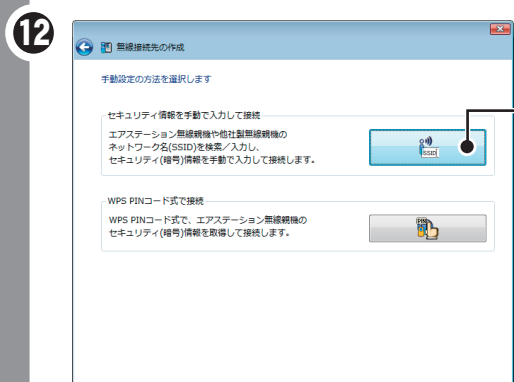 12
無線接続先の作成
手動設定の方法を選択します
セキュリティ情報を手動で入力して接続
エアステーション無線親機や他社製無線親機の
ネットワーク名(SSID)を検索／入力し、
セキュリティ(暗号)情報を手動で入力して接続します。
SSID
WPS PINコード式で接続
WPS PINコード式で、エアステーション無線親機の
セキュリティ(暗号)情報を取得して接続します。
PIN